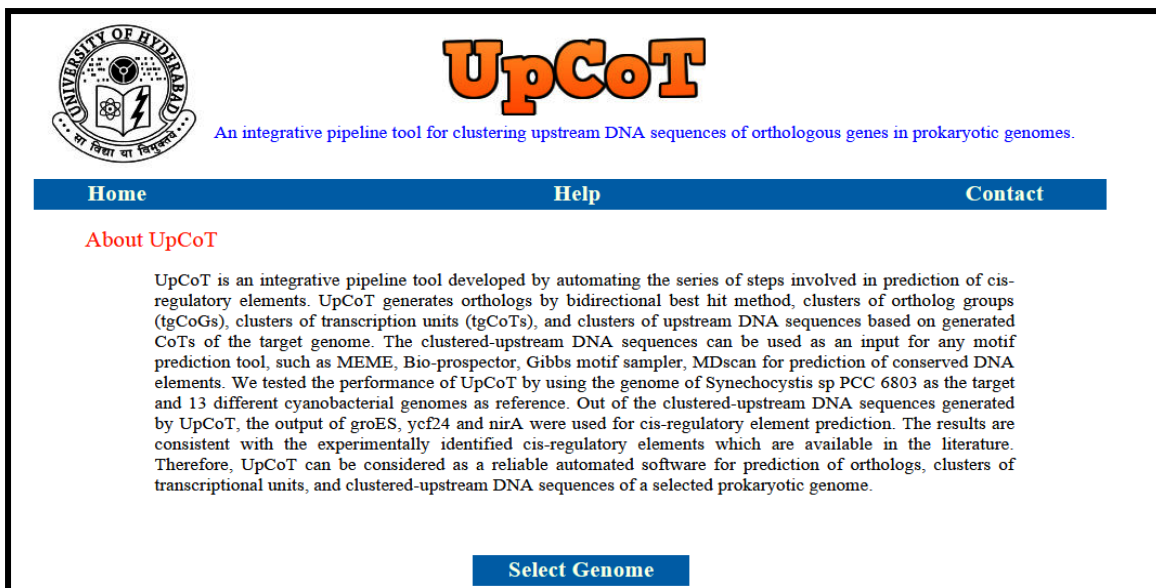 UNIVERSITY OF HYDERABAD
सा विद्या या विमुक्तये
UpCoT
An integrative pipeline tool for clustering upstream DNA sequences of orthologous genes in prokaryotic genomes.
Home Help Contact
About UpCoT
UpCoT is an integrative pipeline tool developed by automating the series of steps involved in prediction of cis-
regulatory elements. UpCoT generates orthologs by bidirectional best hit method, clusters of ortholog groups
(tgCoGs), clusters of transcription units (tgCoTs), and clusters of upstream DNA sequences based on generated
CoTs of the target genome. The clustered-upstream DNA sequences can be used as an input for any motif
prediction tool, such as MEME, Bio-prospector, Gibbs motif sampler, MDscan for prediction of conserved DNA
elements. We tested the performance of UpCoT by using the genome of Synechocystis sp PCC 6803 as the target
and 13 different cyanobacterial genomes as reference. Out of the clustered-upstream DNA sequences generated
by UpCoT, the output of groES, ycf24 and nirA were used for cis-regulatory element prediction. The results are
consistent with the experimentally identified cis-regulatory elements which are available in the literature.
Therefore, UpCoT can be considered as a reliable automated software for prediction of orthologs, clusters of
transcriptional units, and clustered-upstream DNA sequences of a selected prokaryotic genome.
Select Genome